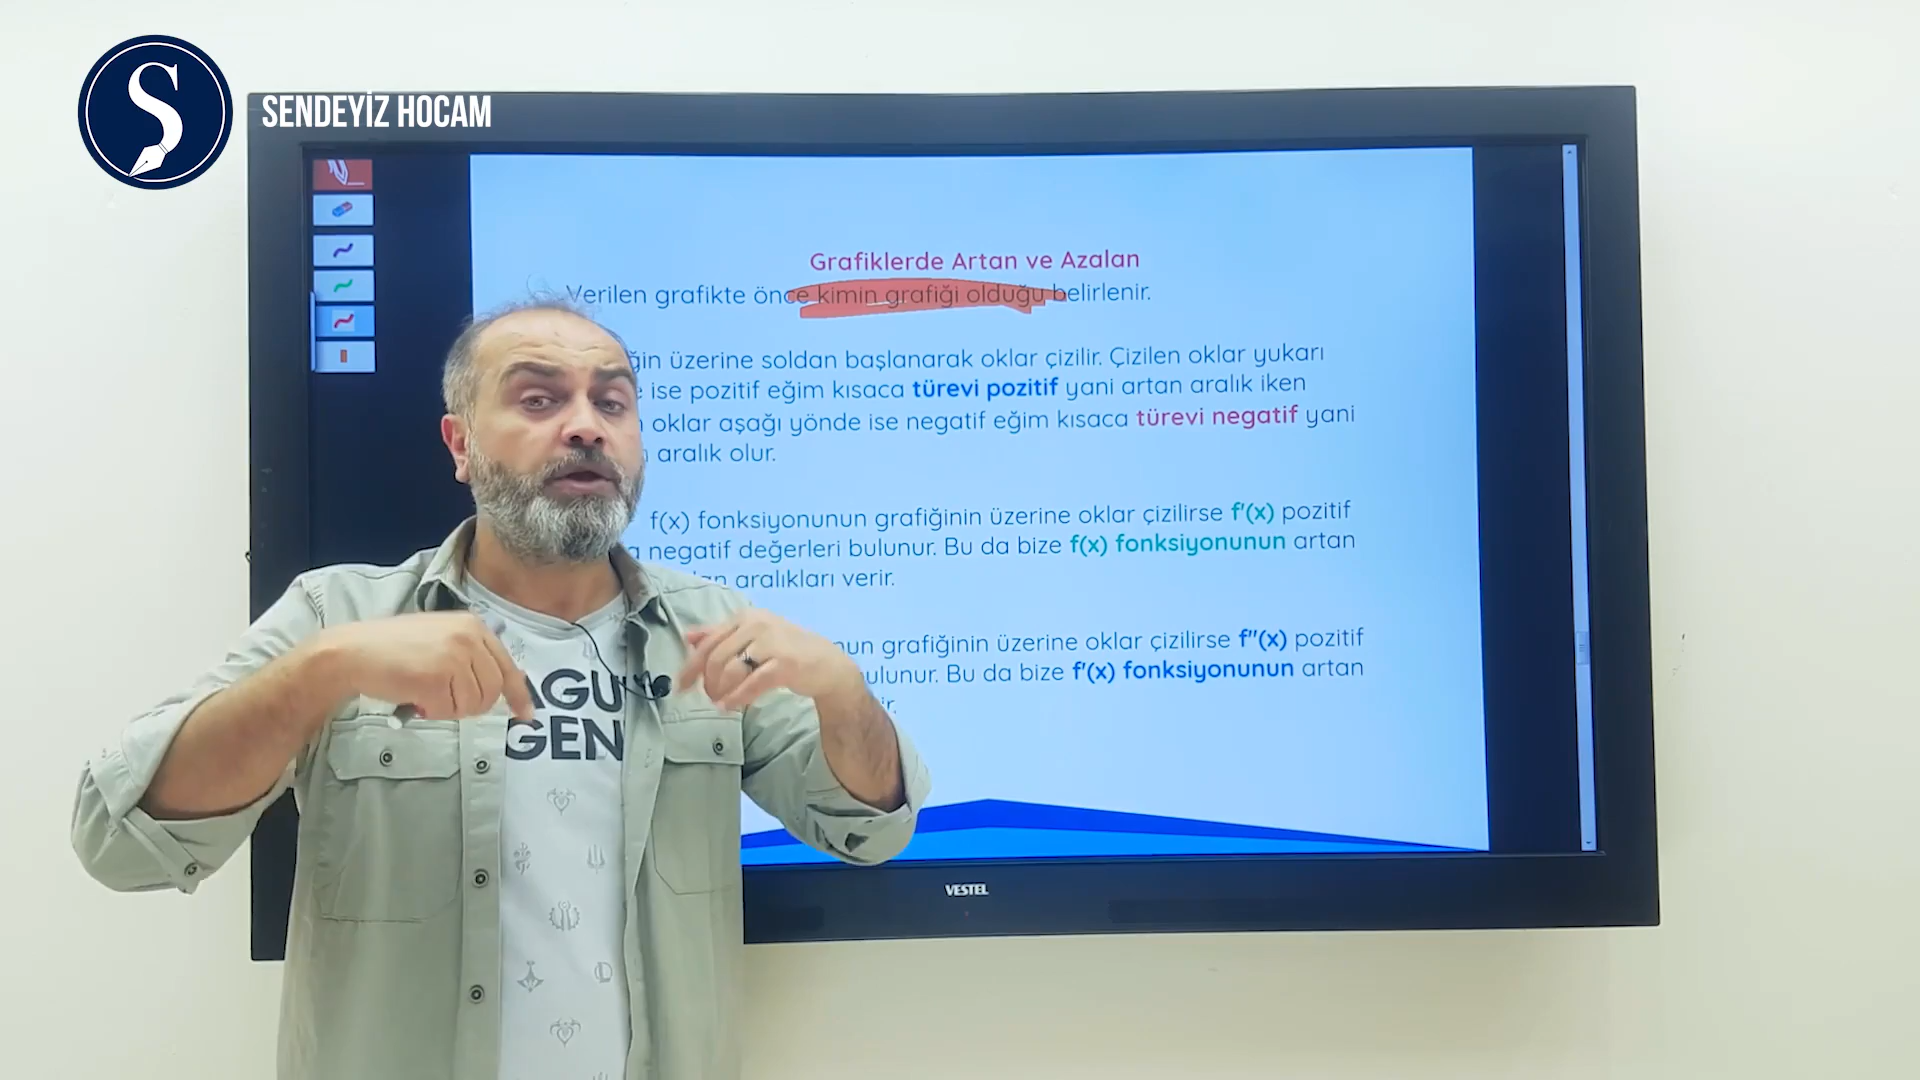 SENDEYİZ HOCAM
Grafiklerde Artan ve Azalan
Verilen grafikte önce kimin grafiği olduğu belirlenir.
üzerine soldan başlanarak oklar çizilir. Çizilen oklar yukarı
ise pozitif eğim kısaca türevi pozitif yani artan aralık iken
oklar aşağı yönde ise negatif eğim kısaca türevi negatif yani
aralık olur.
f(x) fonksiyonunun grafiğinin üzerine oklar çizilirse f'(x) pozitif
negatif değerleri bulunur. Bu da bize f(x) fonksiyonunun artan
aralıkları verir.
grafiğinin üzerine oklar çizilirse f''(x) pozitif
bulunur. Bu da bize f'(x) fonksiyonunun artan
VESTEL